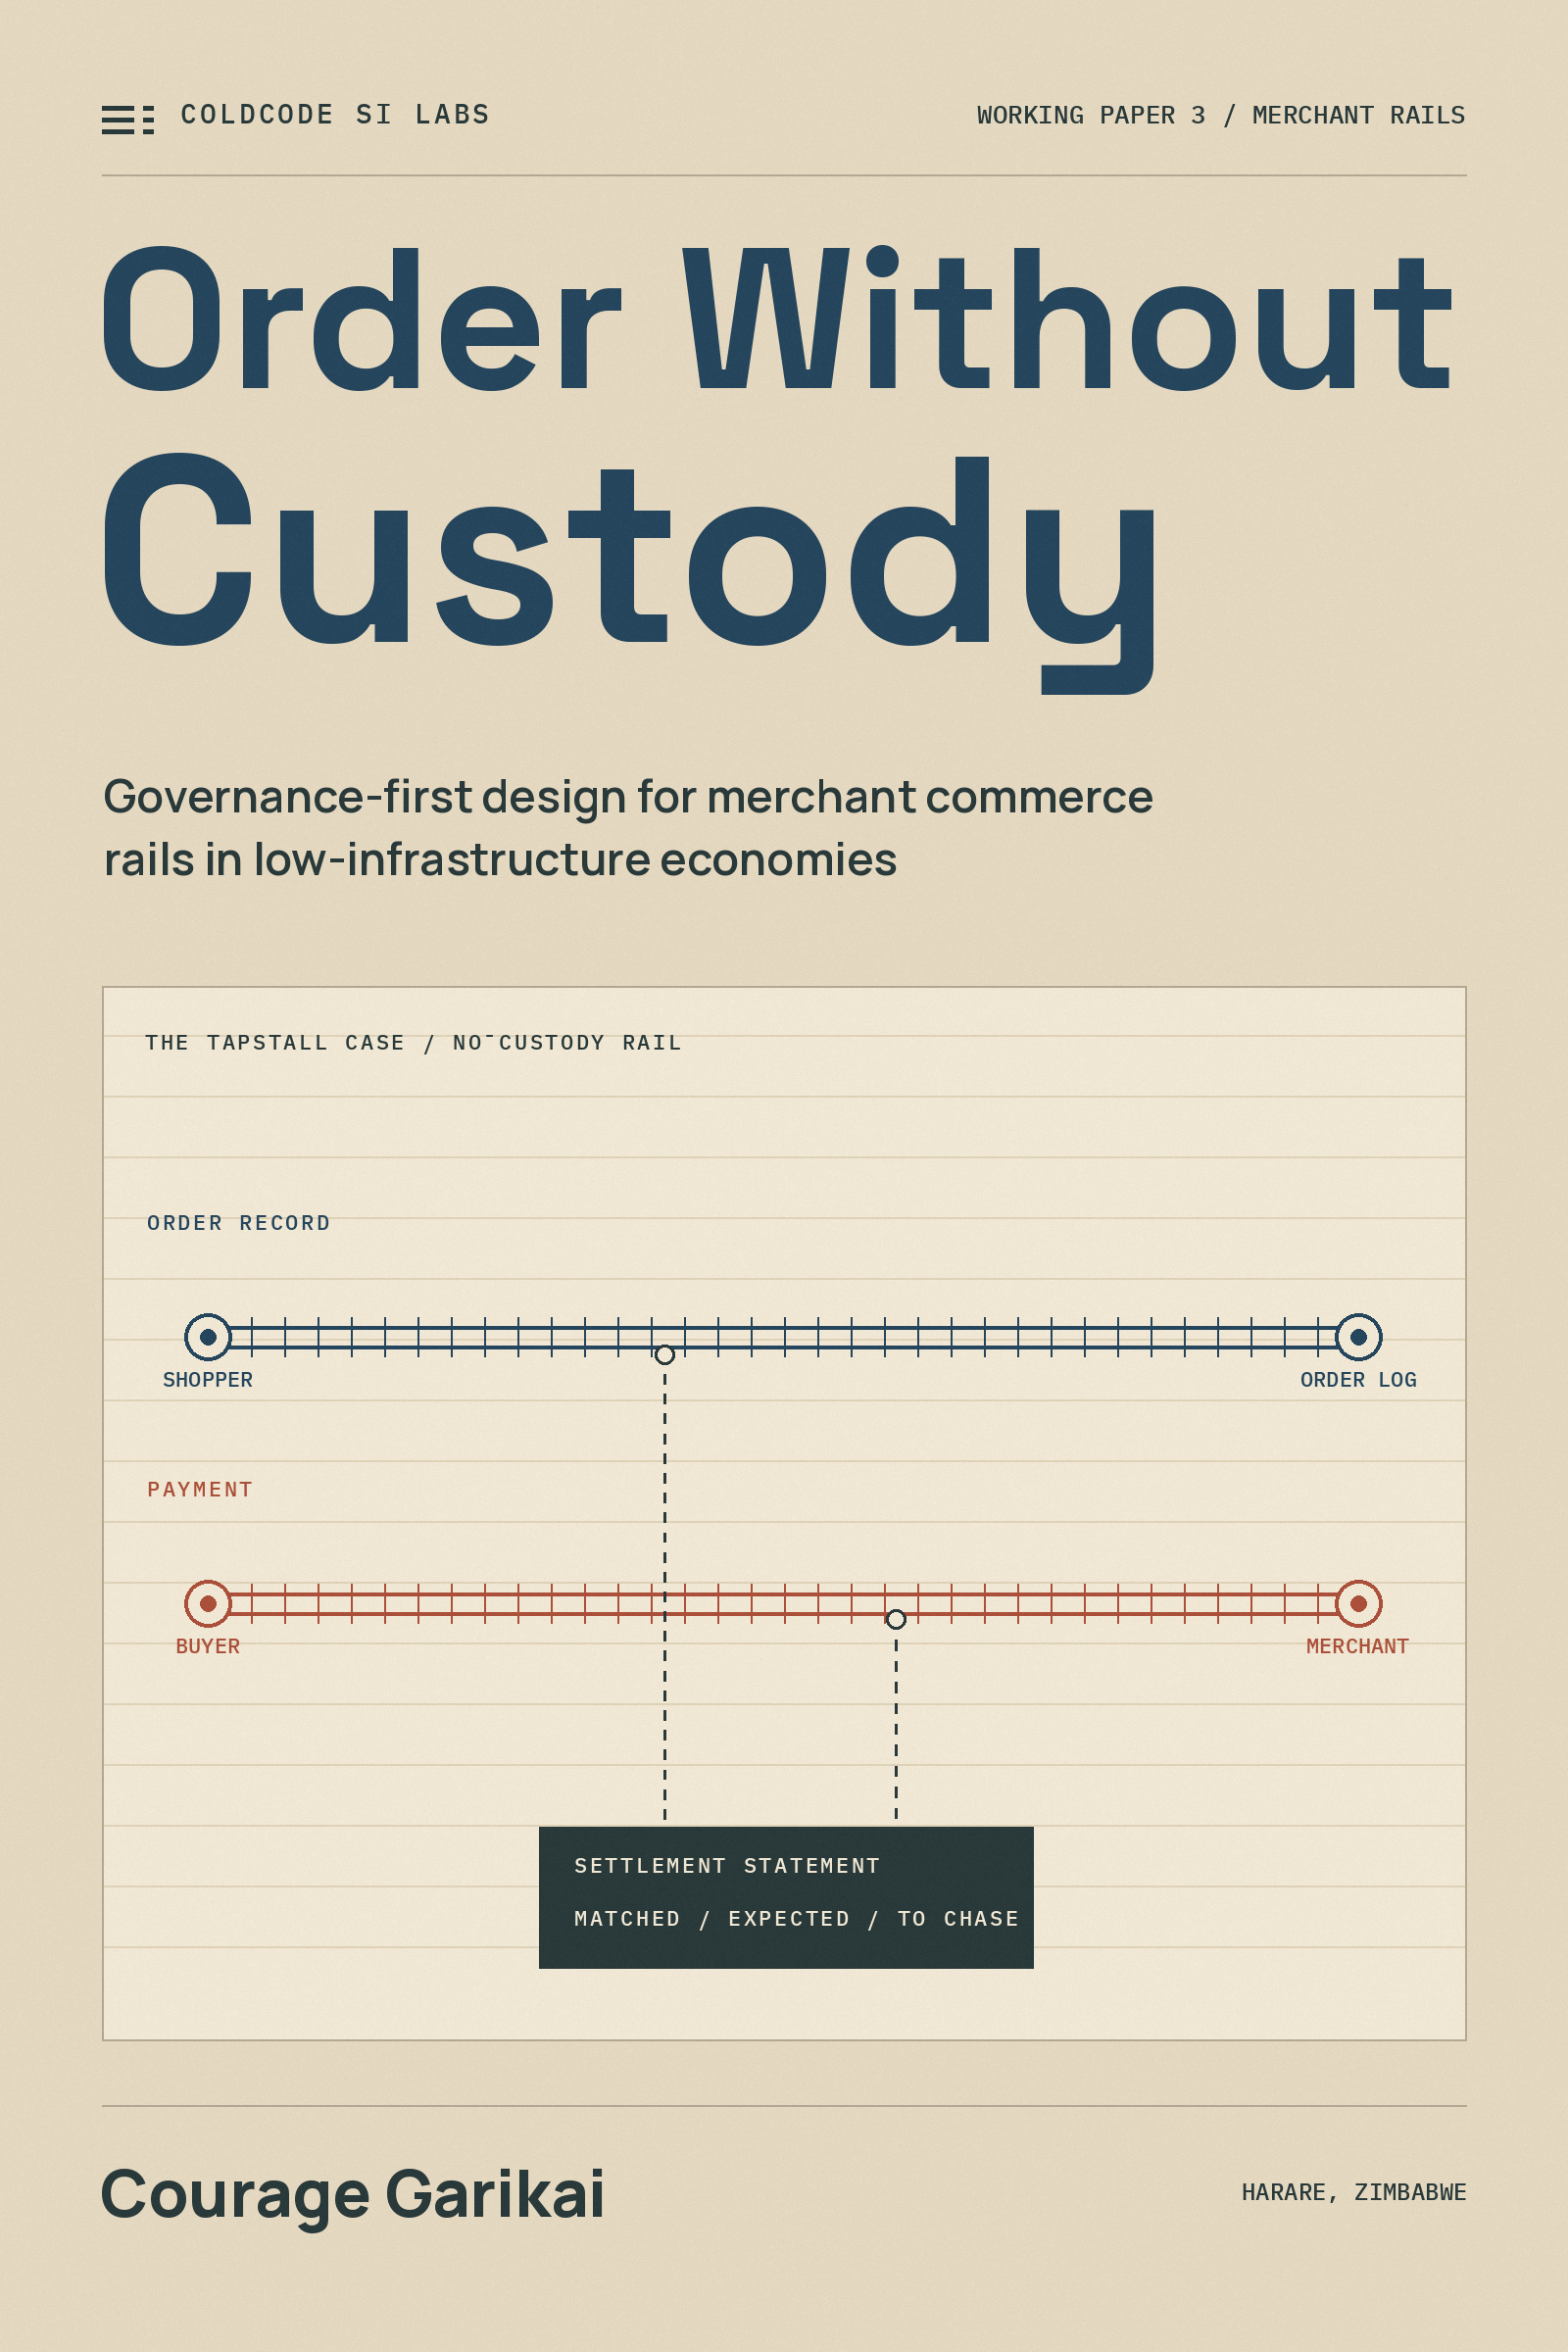 COLDCODE SI LABS
WORKING PAPER 3 / MERCHANT RAILS
Order Without
Custody
Governance-first design for merchant commerce
rails in low-infrastructure economies
THE TAPSTALL CASE / NO-CUSTODY RAIL
ORDER RECORD
SHOPPER
ORDER LOG
PAYMENT
BUYER
MERCHANT
SETTLEMENT STATEMENT
MATCHED / EXPECTED / TO CHASE
Courage Garikai
HARARE, ZIMBABWE